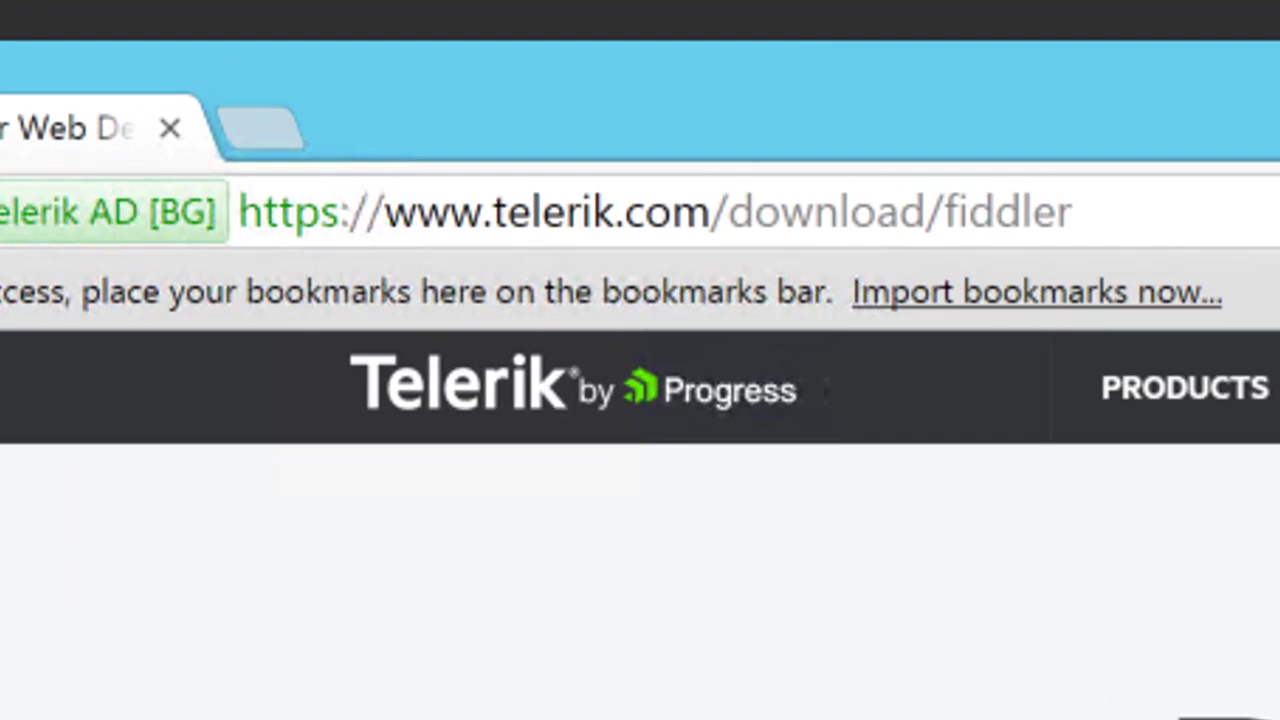 r Web De
elerik AD [BG] https://www.telerik.com/download/fiddler
cess, place your bookmarks here on the bookmarks bar. Import bookmarks now...
Telerik® by Progress PRODUCTS